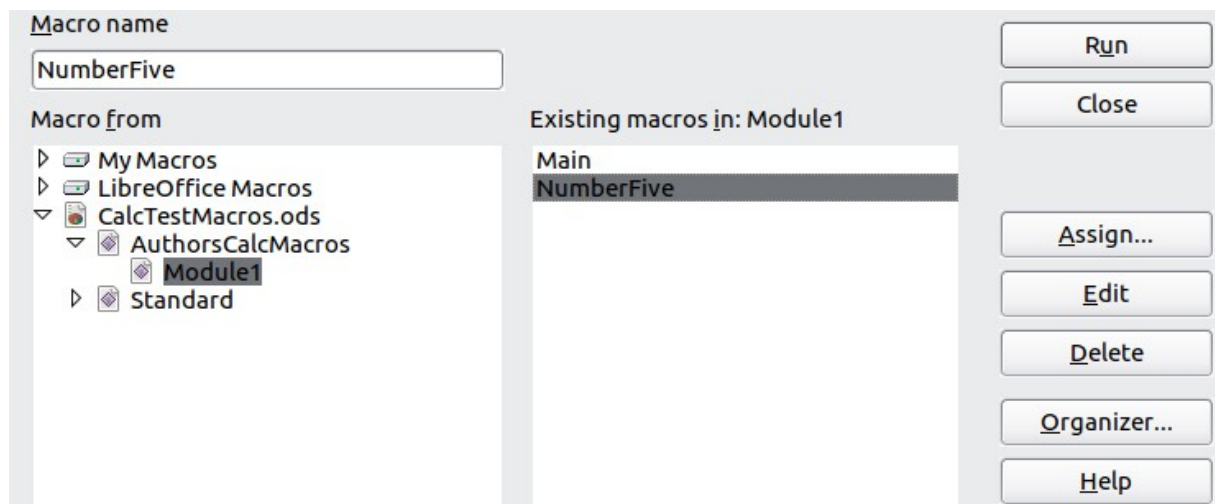 Macro name
NumberFive
Macro from
My Macros
LibreOffice Macros
CalcTestMacros.ods
AuthorsCalcMacros
Module1
Standard
Existing macros in: Module1
Main
NumberFive
Run
Close
Assign...
Edit
Delete
Organizer...
Help